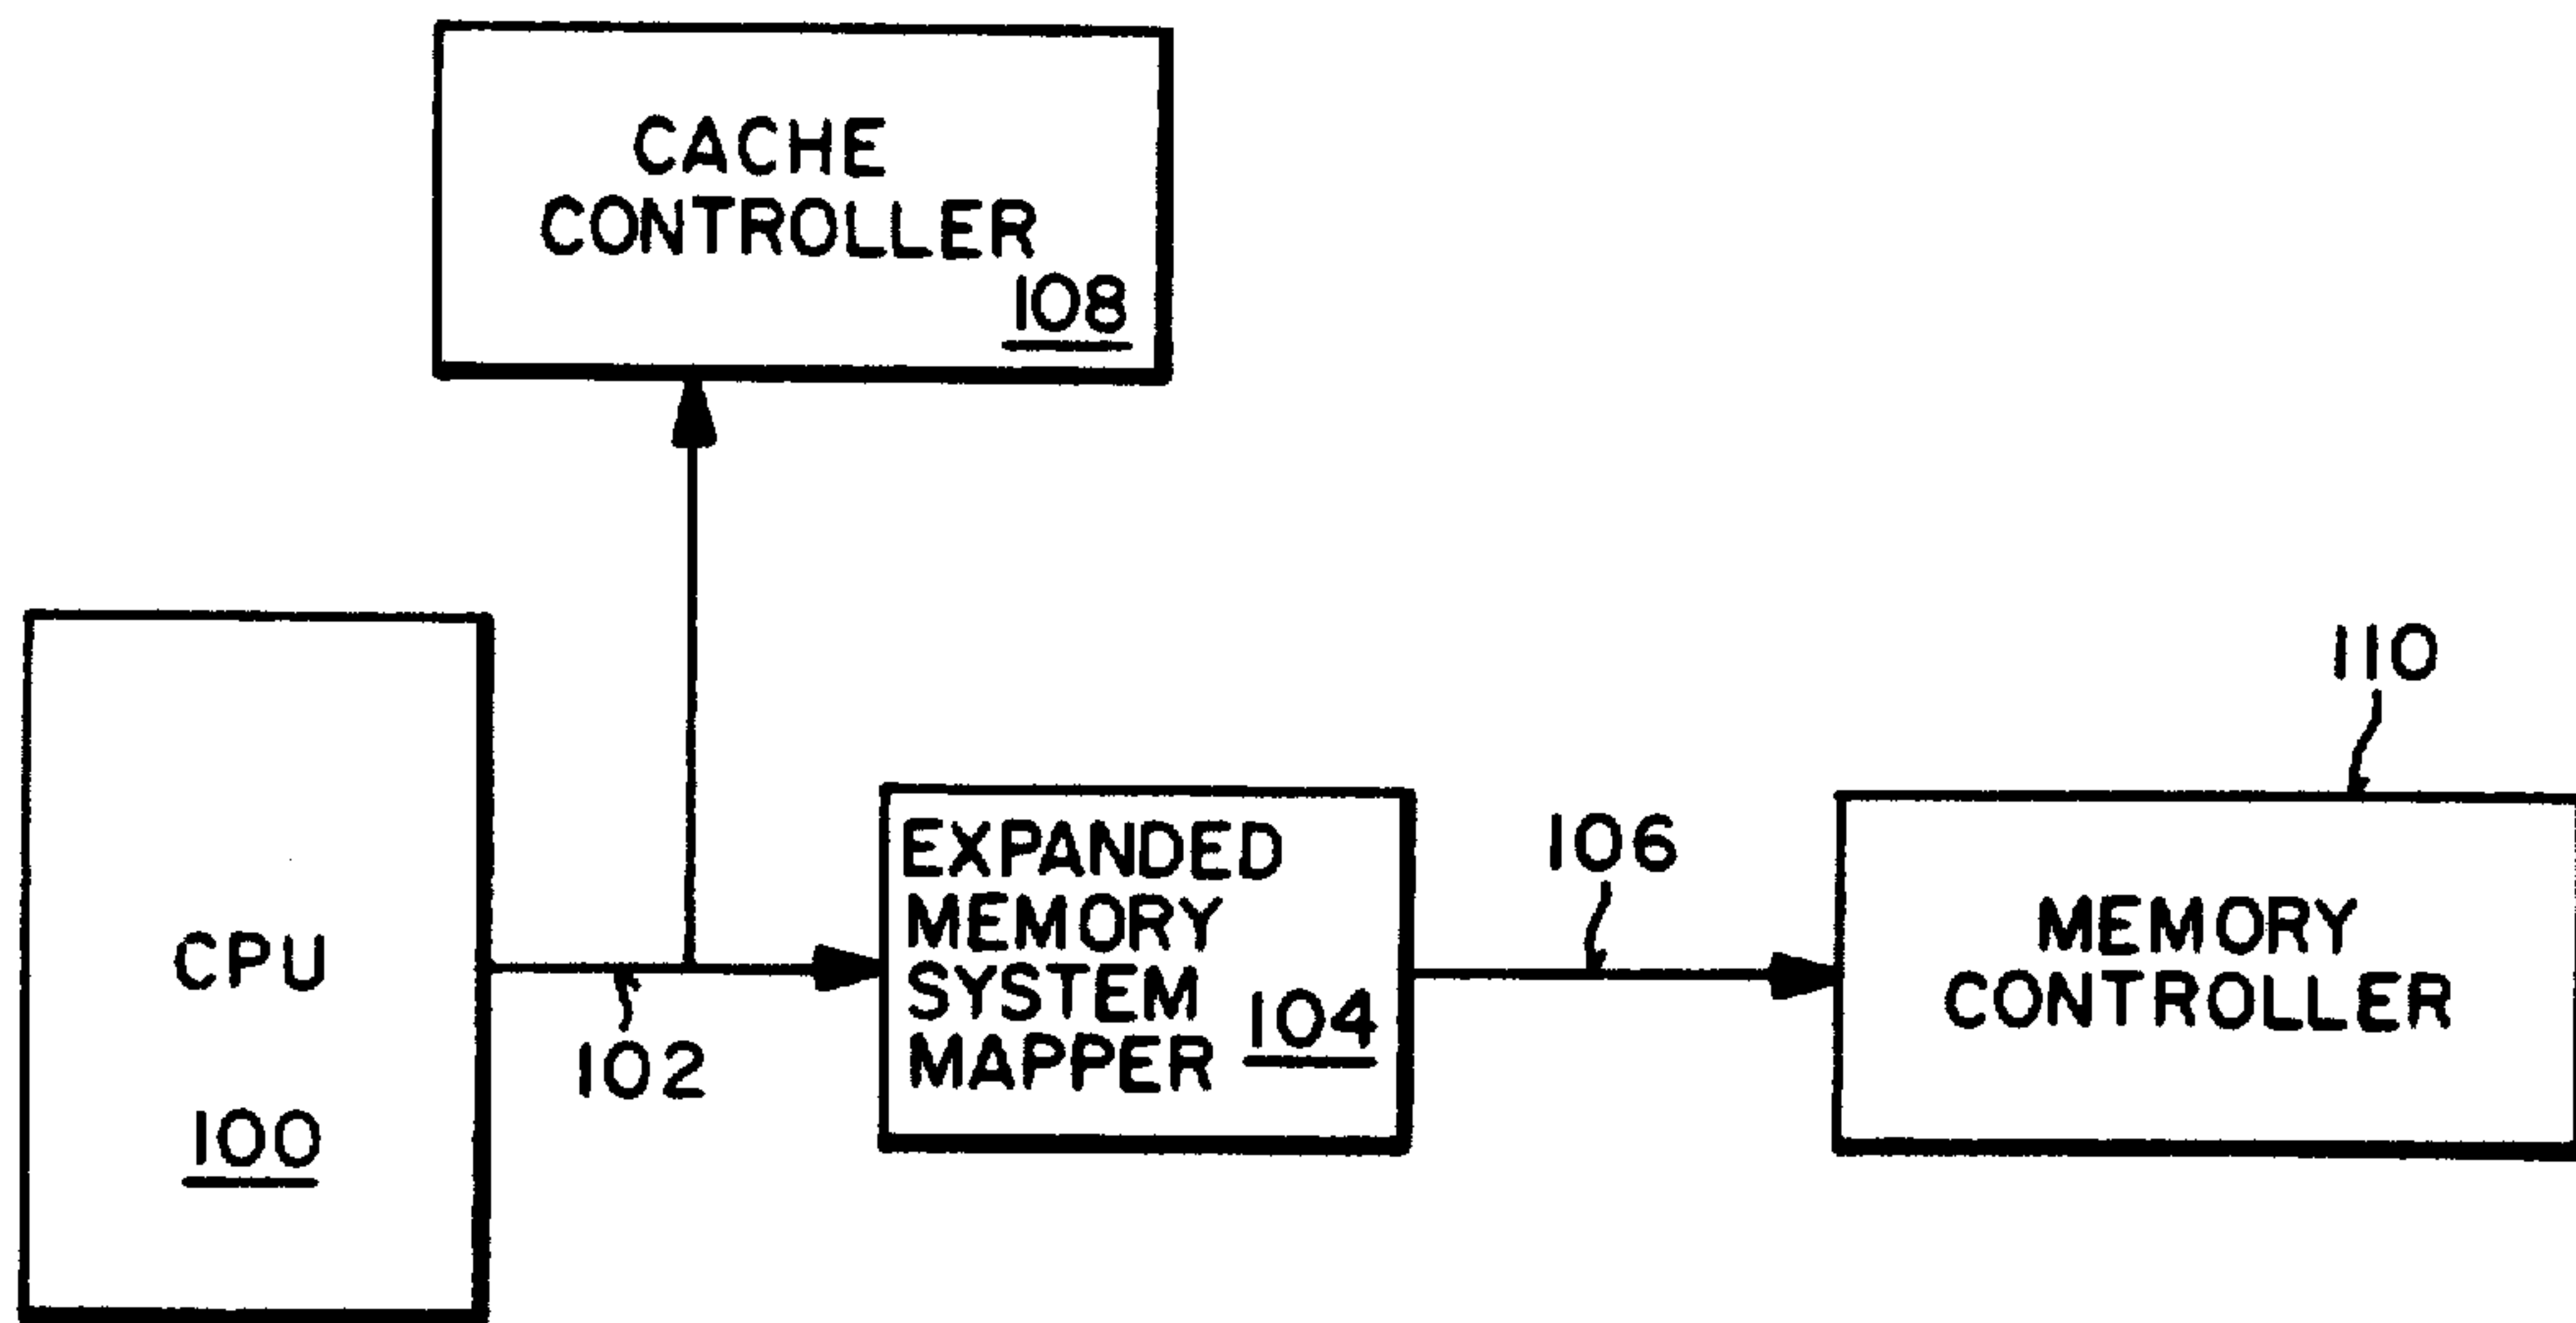 CACHE
CONTROLLER
108
110
CPU
100
102
EXPANDED
MEMORY
SYSTEM
MAPPER 104
106
MEMORY
CONTROLLER